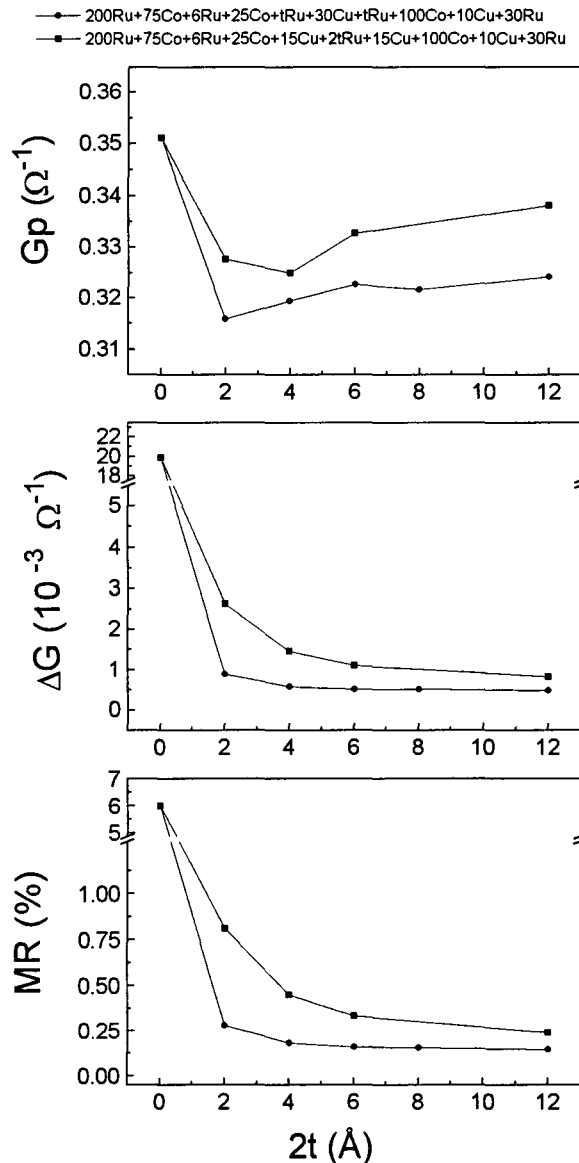 200Ru+75Co+6Ru+25Co+tRu+30Cu+tRu+100Co+10Cu+30Ru
200Ru+75Co+6Ru+25Co+15Cu+2tRu+15Cu+100Co+10Cu+30Ru
0.36
0.35
0.34
0.33
0.32
0.31
Gp (Ω⁻¹)
0 2 4 6 8 10 12
22
20
18
5
4
3
2
1
0
ΔG (10⁻³ Ω⁻¹)
0 2 4 6 8 10 12
7
6
5
1.00
0.75
0.50
0.25
0.00
MR (%)
0 2 4 6 8 10 12
2t (Å)